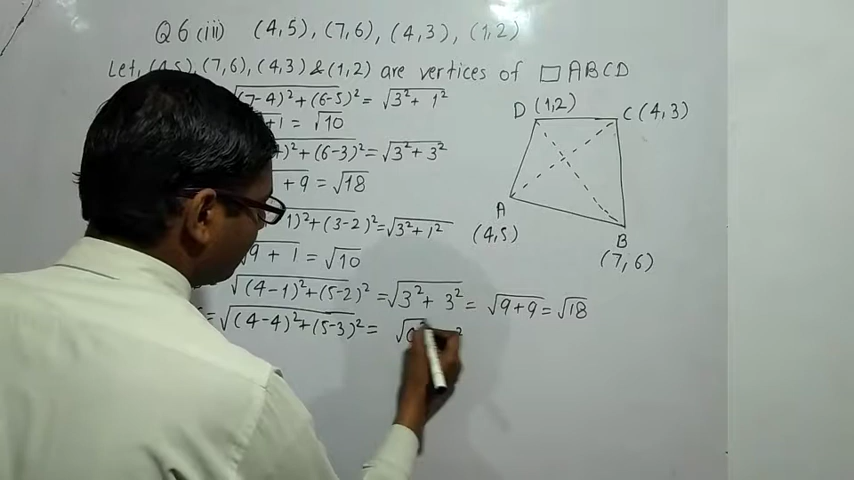 Q 6 (iii) (4,5), (7,6), (4,3), (1,2)
Let, (4,5), (7,6), (4,3) & (1,2) are vertices of □ ABCD
√(7-4)² + (6-5)² = √3² + 1²
+ 1 = √10
)² + (6-3)² = √3² + 3²
+ 9 = √18
1)² + (3-2)² = √3² + 1²
√9 + 1 = √10
√(4-1)² + (5-2)² = √3² + 3² = √9+9 = √18
= √(4-4)² + (5-3)² = √0²
D (1,2)
C (4,3)
A
(4,5)
B
(7,6)